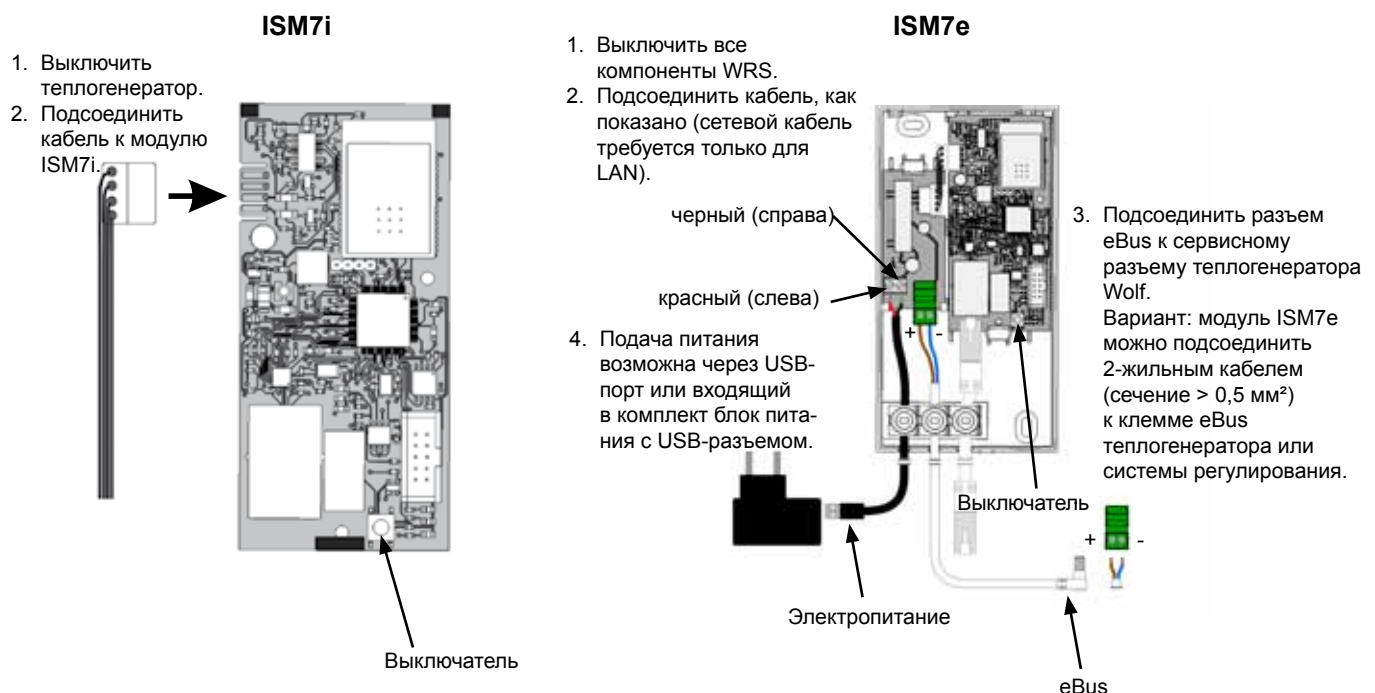 ISM7i
1. Выключить
теплогенератор.
2. Подсоединить
кабель к модулю
ISM7i.
Выключатель
ISM7e
1. Выключить все
компоненты WRS.
2. Подсоединить кабель, как
показано (сетевой кабель
требуется только для
LAN).
черный (справа)
красный (слева)
4. Подача питания
возможна через USB-
порт или входящий
в комплект блок пита-
ния с USB-разъемом.
+ -
3. Подсоединить разъем
eBus к сервисному
разъему теплогенератора
Wolf.
Вариант: модуль ISM7e
можно подсоединить
2-жильным кабелем
(сечение > 0,5 мм²)
к клемме eBus
теплогенератора или
системы регулирования.
Выключатель
+ -
Электропитание
eBus